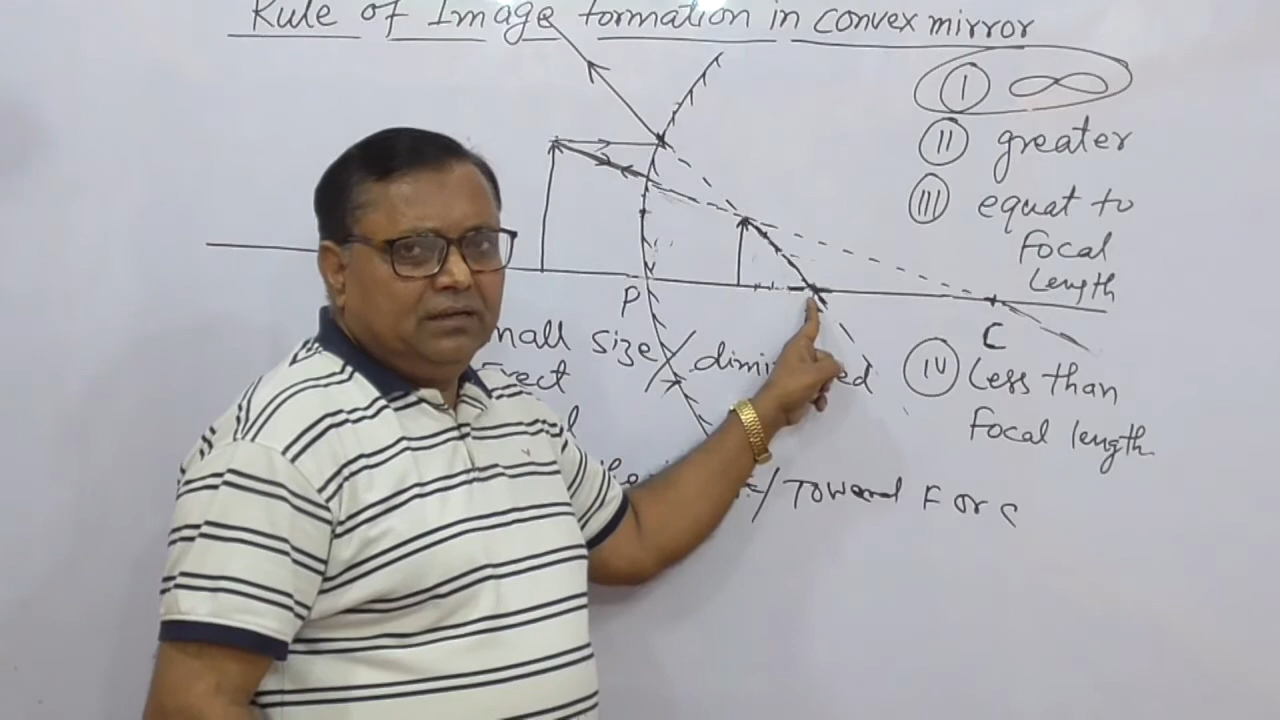 Rule of Image formation in convex mirror
I ∞
II greater
III equat to
Focal
Length
P
C
mall size / dimi ed
rect
IV Less than
Focal length
/ Toward F or C